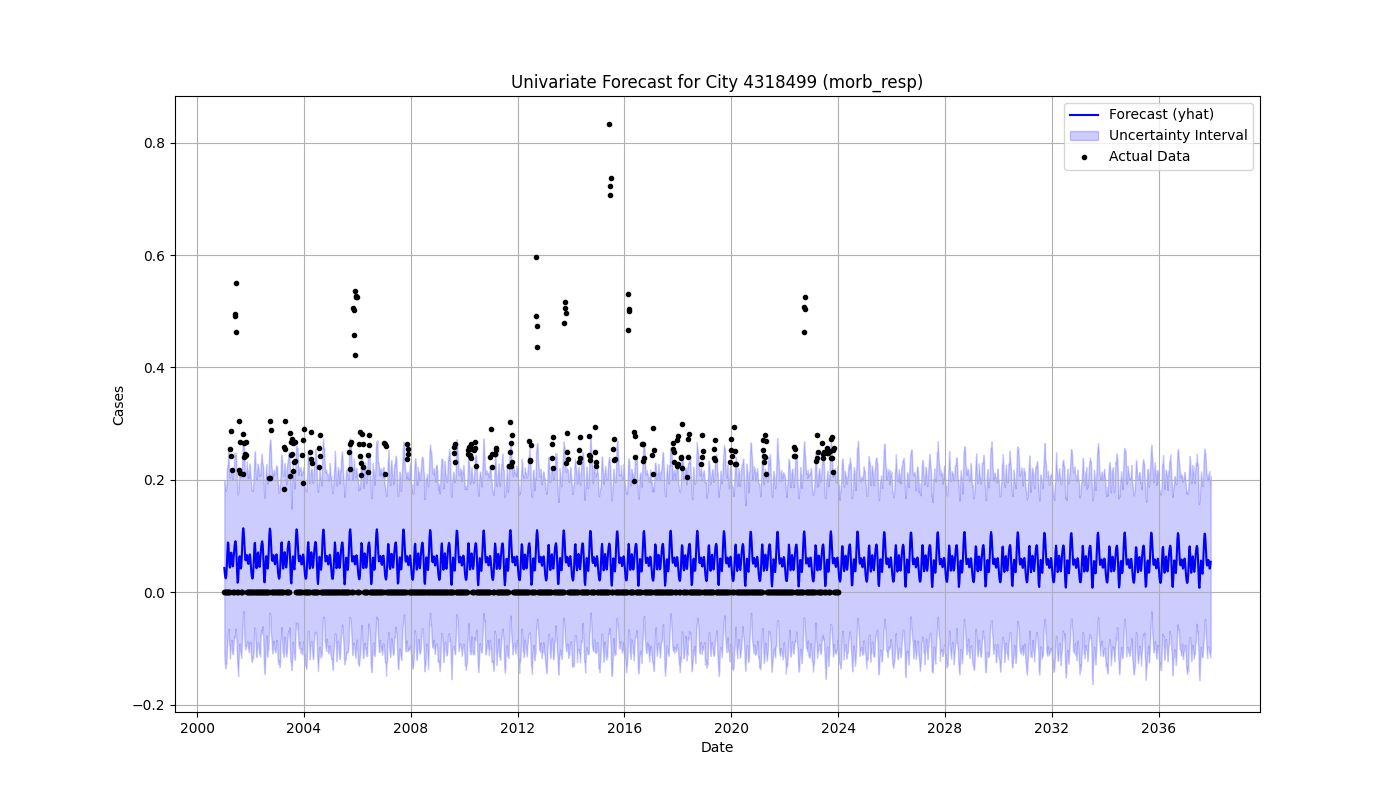 Univariate Forecast for City 4318499 (morb_resp)
Forecast (yhat)
Uncertainty Interval
Actual Data
Cases
0.8
0.6
0.4
0.2
0.0
−0.2
2000 2004 2008 2012 2016 2020 2024 2028 2032 2036
Date